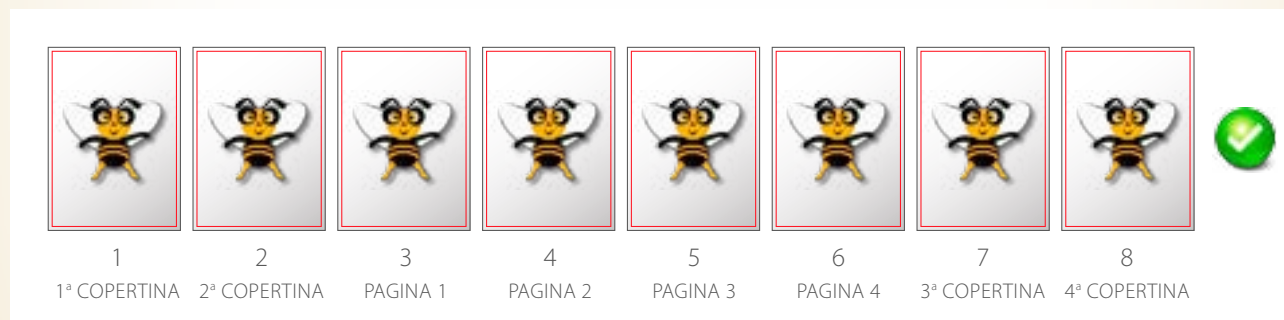 1 2 3 4 5 6 7 8
1ª COPERTINA 2ª COPERTINA PAGINA 1 PAGINA 2 PAGINA 3 PAGINA 4 3ª COPERTINA 4ª COPERTINA